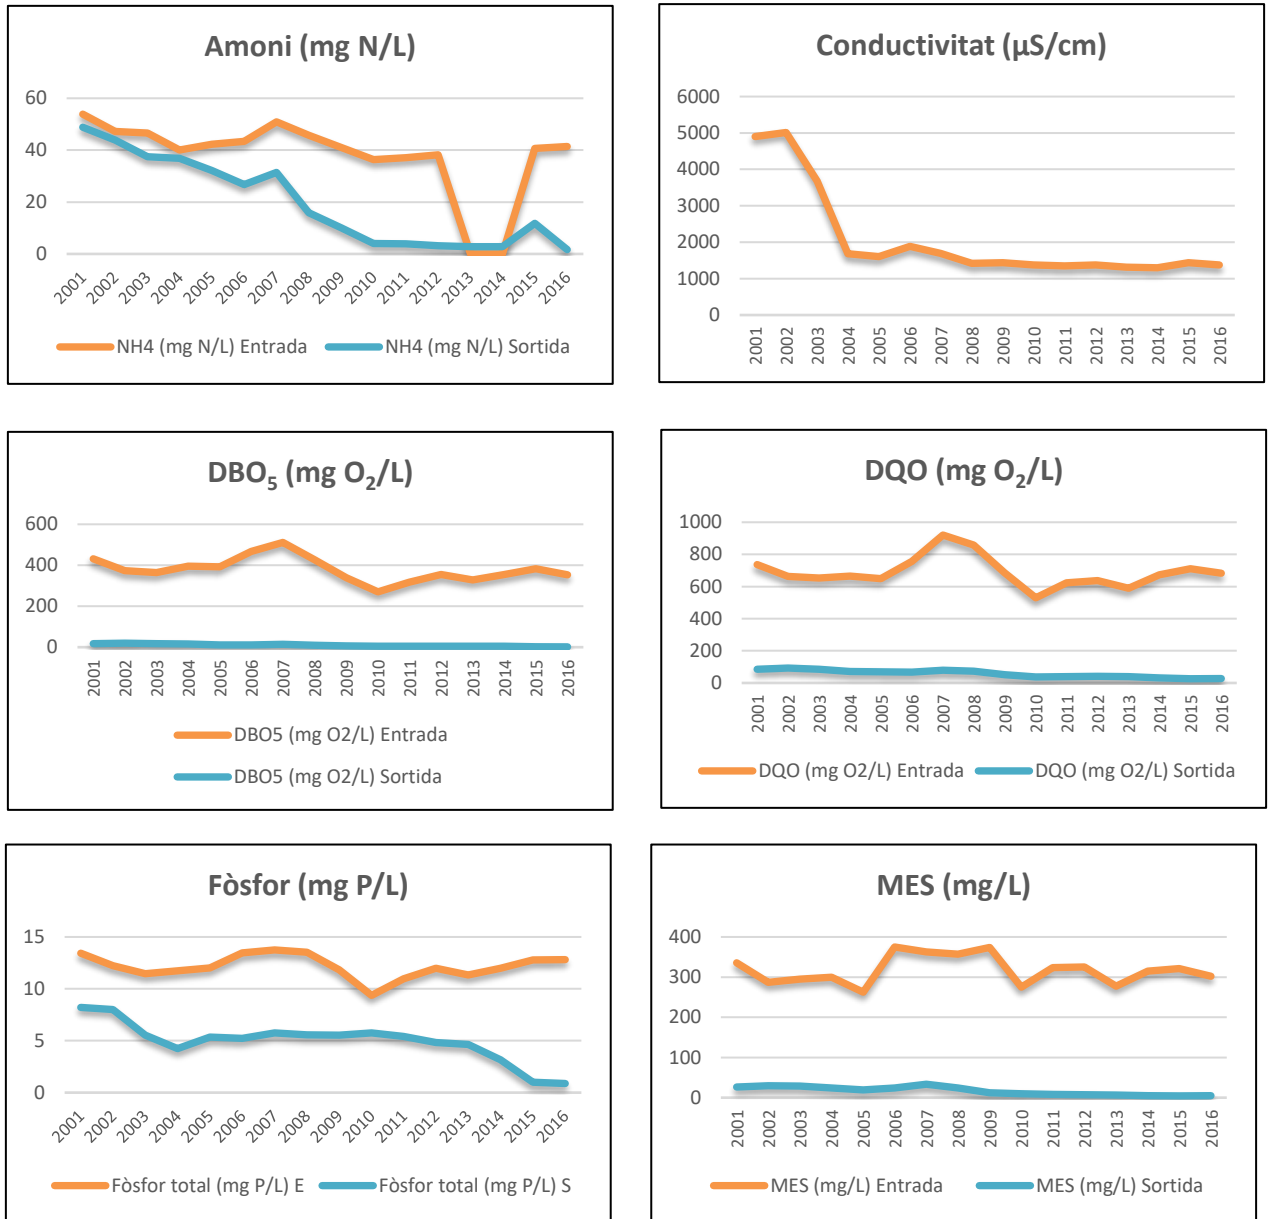 Amoni (mg N/L)
60
40
20
0
2001 2002 2003 2004 2005 2006 2007 2008 2009 2010 2011 2012 2013 2014 2015 2016
NH4 (mg N/L) Entrada NH4 (mg N/L) Sortida
Conductivitat (µS/cm)
6000
5000
4000
3000
2000
1000
0
2001 2002 2003 2004 2005 2006 2007 2008 2009 2010 2011 2012 2013 2014 2015 2016
DBO5 (mg O2/L)
600
400
200
0
2001 2002 2003 2004 2005 2006 2007 2008 2009 2010 2011 2012 2013 2014 2015 2016
DBO5 (mg O2/L) Entrada
DBO5 (mg O2/L) Sortida
DQO (mg O2/L)
1000
800
600
400
200
0
2001 2002 2003 2004 2005 2006 2007 2008 2009 2010 2011 2012 2013 2014 2015 2016
DQO (mg O2/L) Entrada DQO (mg O2/L) Sortida
Fòsfor (mg P/L)
15
10
5
0
2001 2002 2003 2004 2005 2006 2007 2008 2009 2010 2011 2012 2013 2014 2015 2016
Fòsfor total (mg P/L) E Fòsfor total (mg P/L) S
MES (mg/L)
400
300
200
100
0
2001 2002 2003 2004 2005 2006 2007 2008 2009 2010 2011 2012 2013 2014 2015 2016
MES (mg/L) Entrada MES (mg/L) Sortida